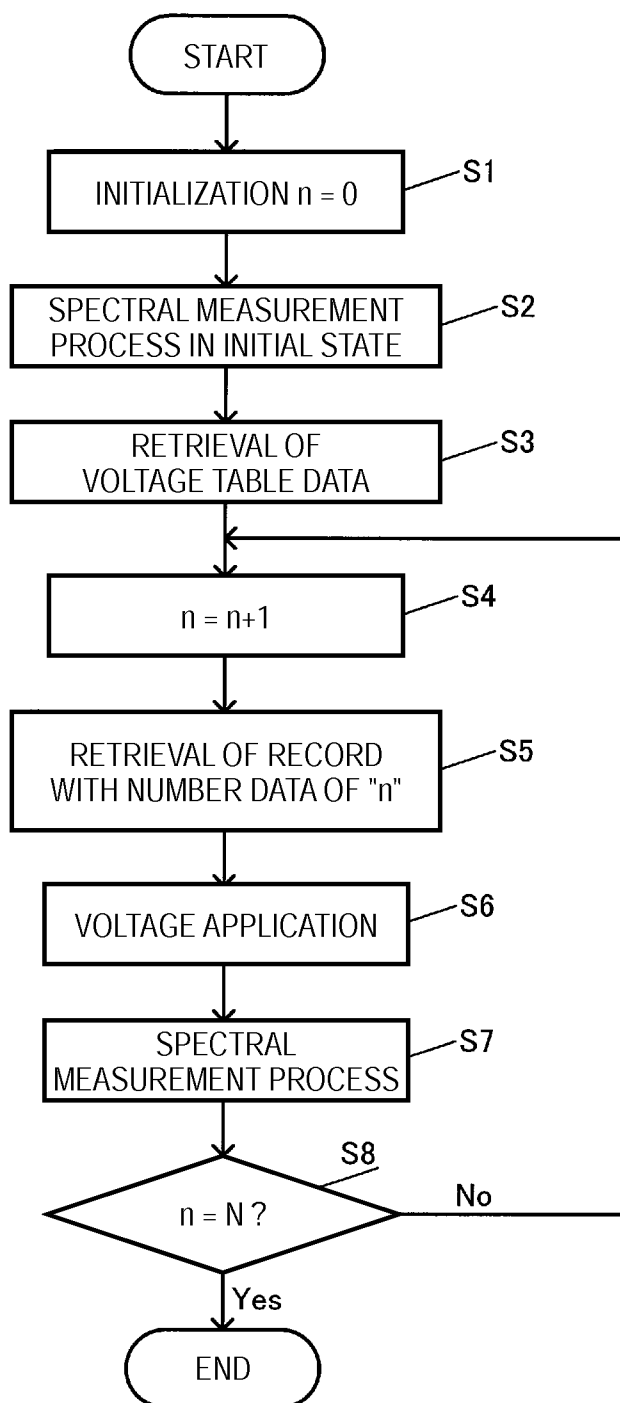 START
INITIALIZATION n = 0
S1
SPECTRAL MEASUREMENT
PROCESS IN INITIAL STATE
S2
RETRIEVAL OF
VOLTAGE TABLE DATA
S3
n = n+1
S4
RETRIEVAL OF RECORD
WITH NUMBER DATA OF "n"
S5
VOLTAGE APPLICATION
S6
SPECTRAL
MEASUREMENT PROCESS
S7
S8
n = N ?
No
Yes
END